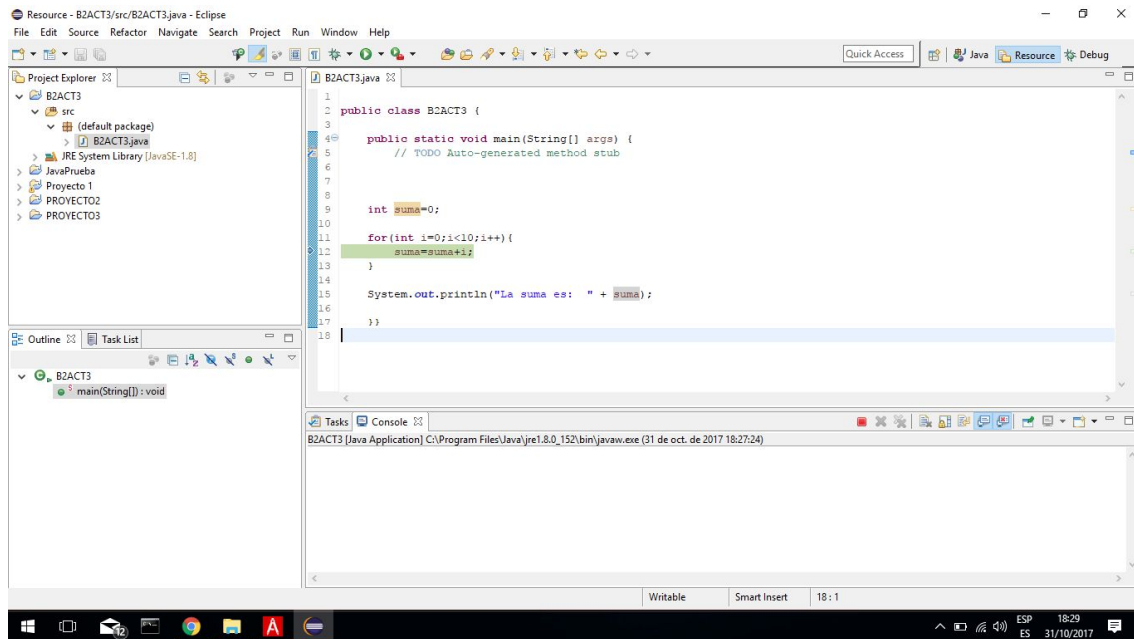 Resource - B2ACT3/src/B2ACT3.java - Eclipse
File Edit Source Refactor Navigate Search Project Run Window Help
Quick Access
Java
Resource
Debug
Project Explorer
B2ACT3
src
(default package)
B2ACT3.java
JRE System Library [JavaSE-1.8]
JavaPrueba
Proyecto 1
PROYECTO2
PROYECTO3
Outline
Task List
B2ACT3
main(String[]) : void
B2ACT3.java
1
2 public class B2ACT3 {
3
4 public static void main(String[] args) {
5 // TODO Auto-generated method stub
6
7
8
9 int suma=0;
10
11 for(int i=0;i<10;i++){
12 suma=suma+i;
13 }
14
15 System.out.println("La suma es:  " + suma);
16
17 }}
18
Tasks
Console
B2ACT3 [Java Application] C:\Program Files\Java\jre1.8.0_152\bin\javaw.exe (31 de oct. de 2017 18:27:24)
Writable
Smart Insert
18 : 1
12
ESP
ES
18:29
31/10/2017